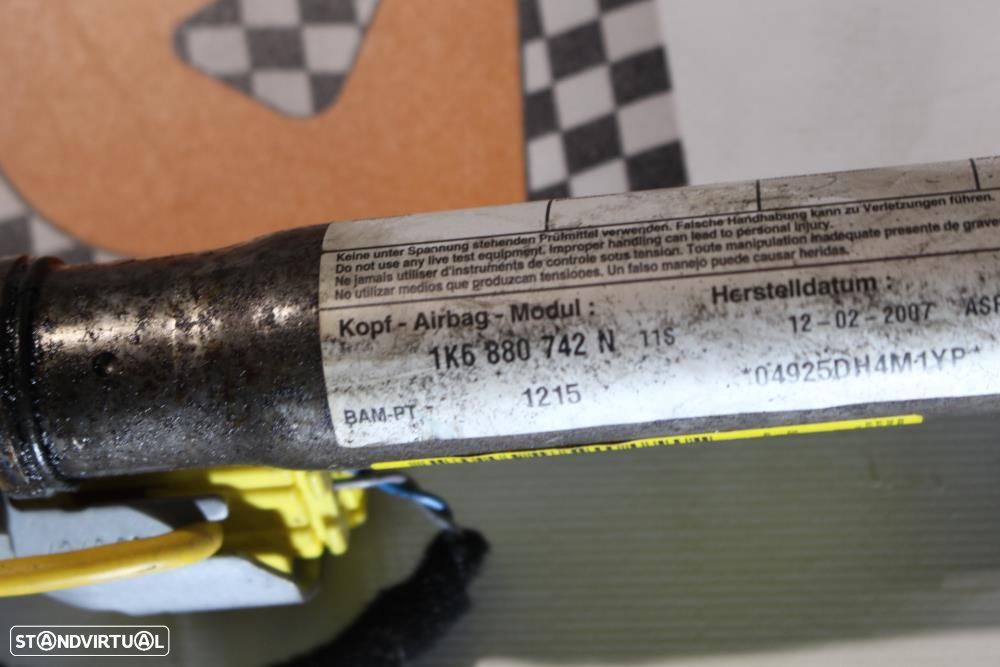 Keine unter Spannung stehenden Prüfmittel verwenden. Falsche Handhabung kann zu Verletzungen führen.
Do not use any live test equipment. Improper handling can lead to personal injury.
Ne jamais utiliser d'instruments de controle sous tension. Toute manipulation inadequate presente de grave
Ne utilizar medios que produzcan tensiones. Un falso manejo puede causar heridas.
Kopf - Airbag - Modul : Herstelldatum :
1K6 880 742 N 11S 12-02-2007
BAM-PT 1215 *04925DH4M1YP*
STANDVIRTUAL